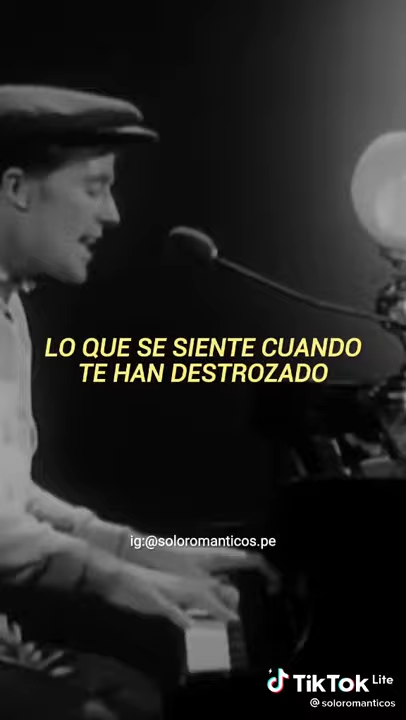 LO QUE SE SIENTE CUANDO
TE HAN DESTROZADO
ig:@soloromanticos.pe
TikTok Lite
@soloromanticos